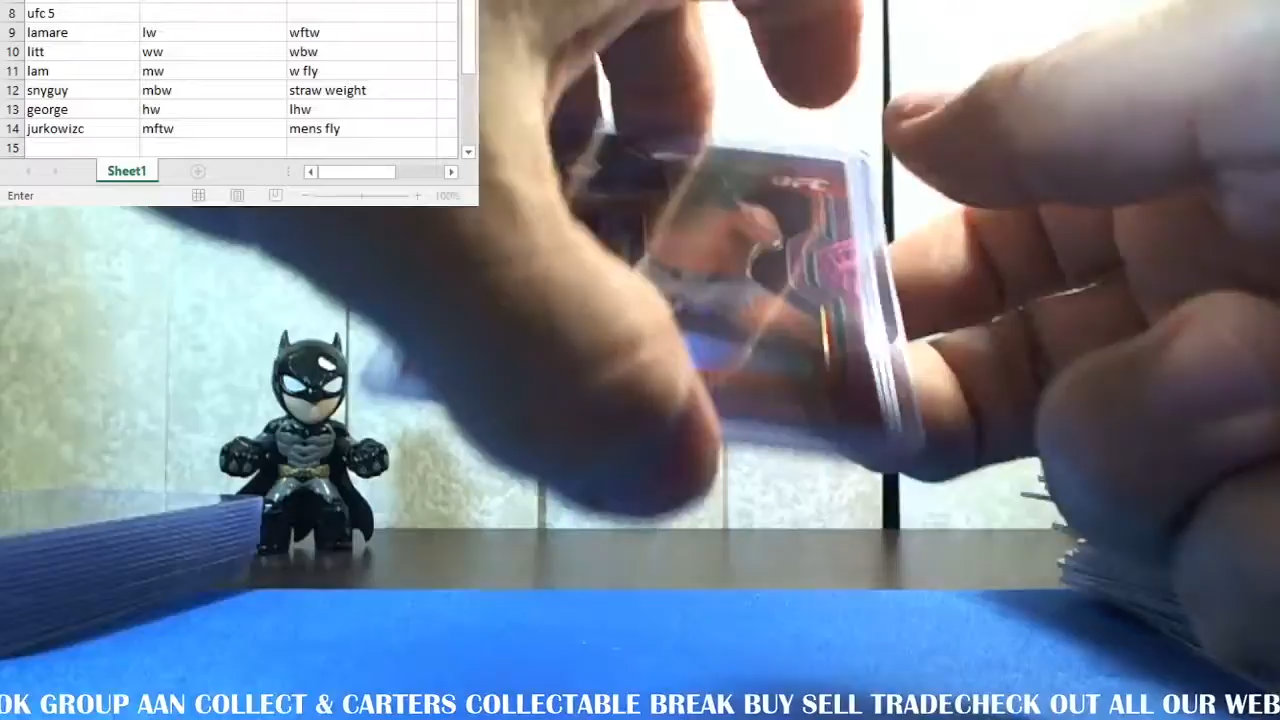 8 ufc 5
9 lamare lw wftw
10 litt ww wbw
11 lam mw w fly
12 snyguy mbw straw weight
13 george hw lhw
14 jurkowizc mftw mens fly
15
Sheet1
Enter 100%
OK GROUP AAN COLLECT & CARTERS COLLECTABLE BREAK BUY SELL TRADECHECK OUT ALL OUR WEB